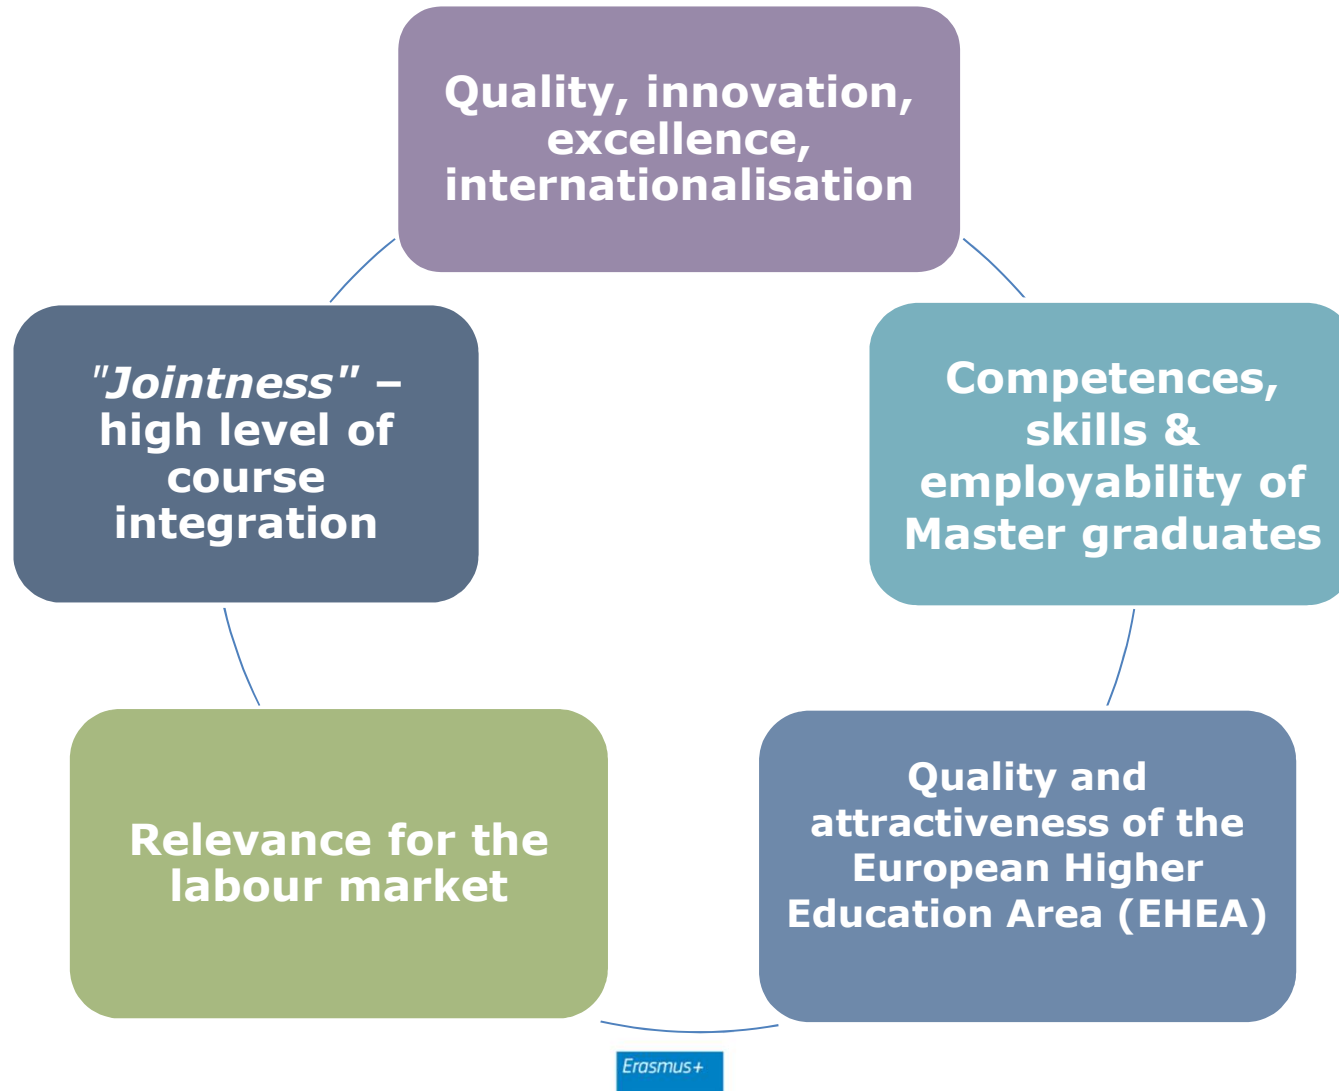 Quality, innovation,
excellence,
internationalisation
"Jointness" –
high level of
course
integration
Competences,
skills &
employability of
Master graduates
Relevance for the
labour market
Quality and
attractiveness of the
European Higher
Education Area (EHEA)
Erasmus+